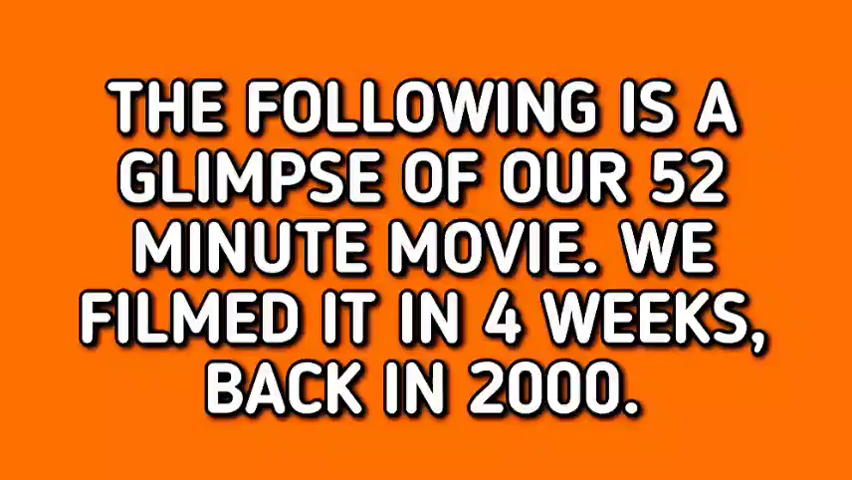 THE FOLLOWING IS A
GLIMPSE OF OUR 52
MINUTE MOVIE. WE
FILMED IT IN 4 WEEKS,
BACK IN 2000.